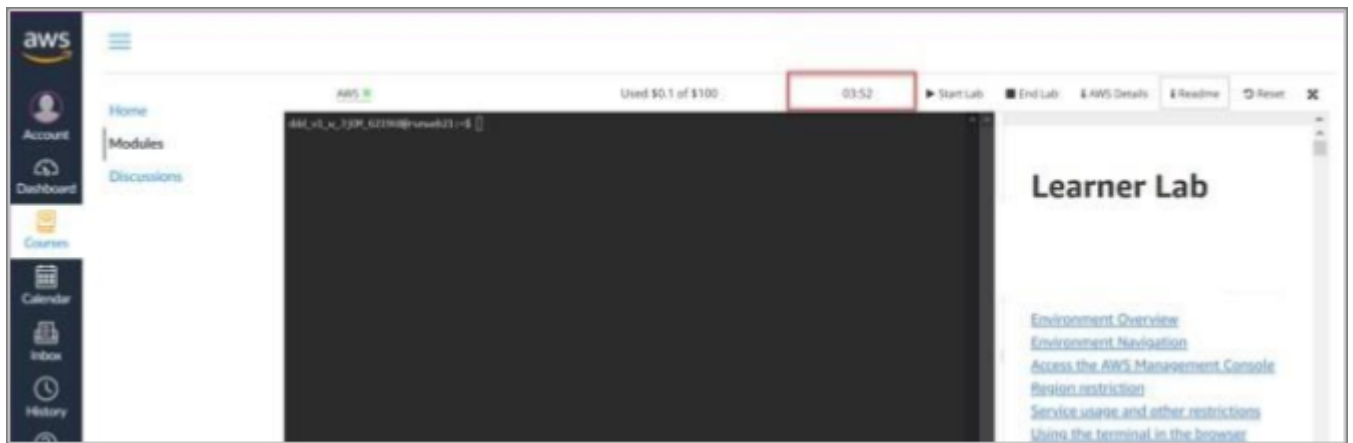 aws
Account
Dashboard
Courses
Calendar
Inbox
History
Home
Modules
Discussions
AWS
Used $0.1 of $100
03:52
Start Lab
End Lab
AWS Details
Readme
Reset
Learner Lab
Environment Overview
Environment Navigation
Access the AWS Management Console
Region restriction
Service usage and other restrictions
Using the terminal in the browser